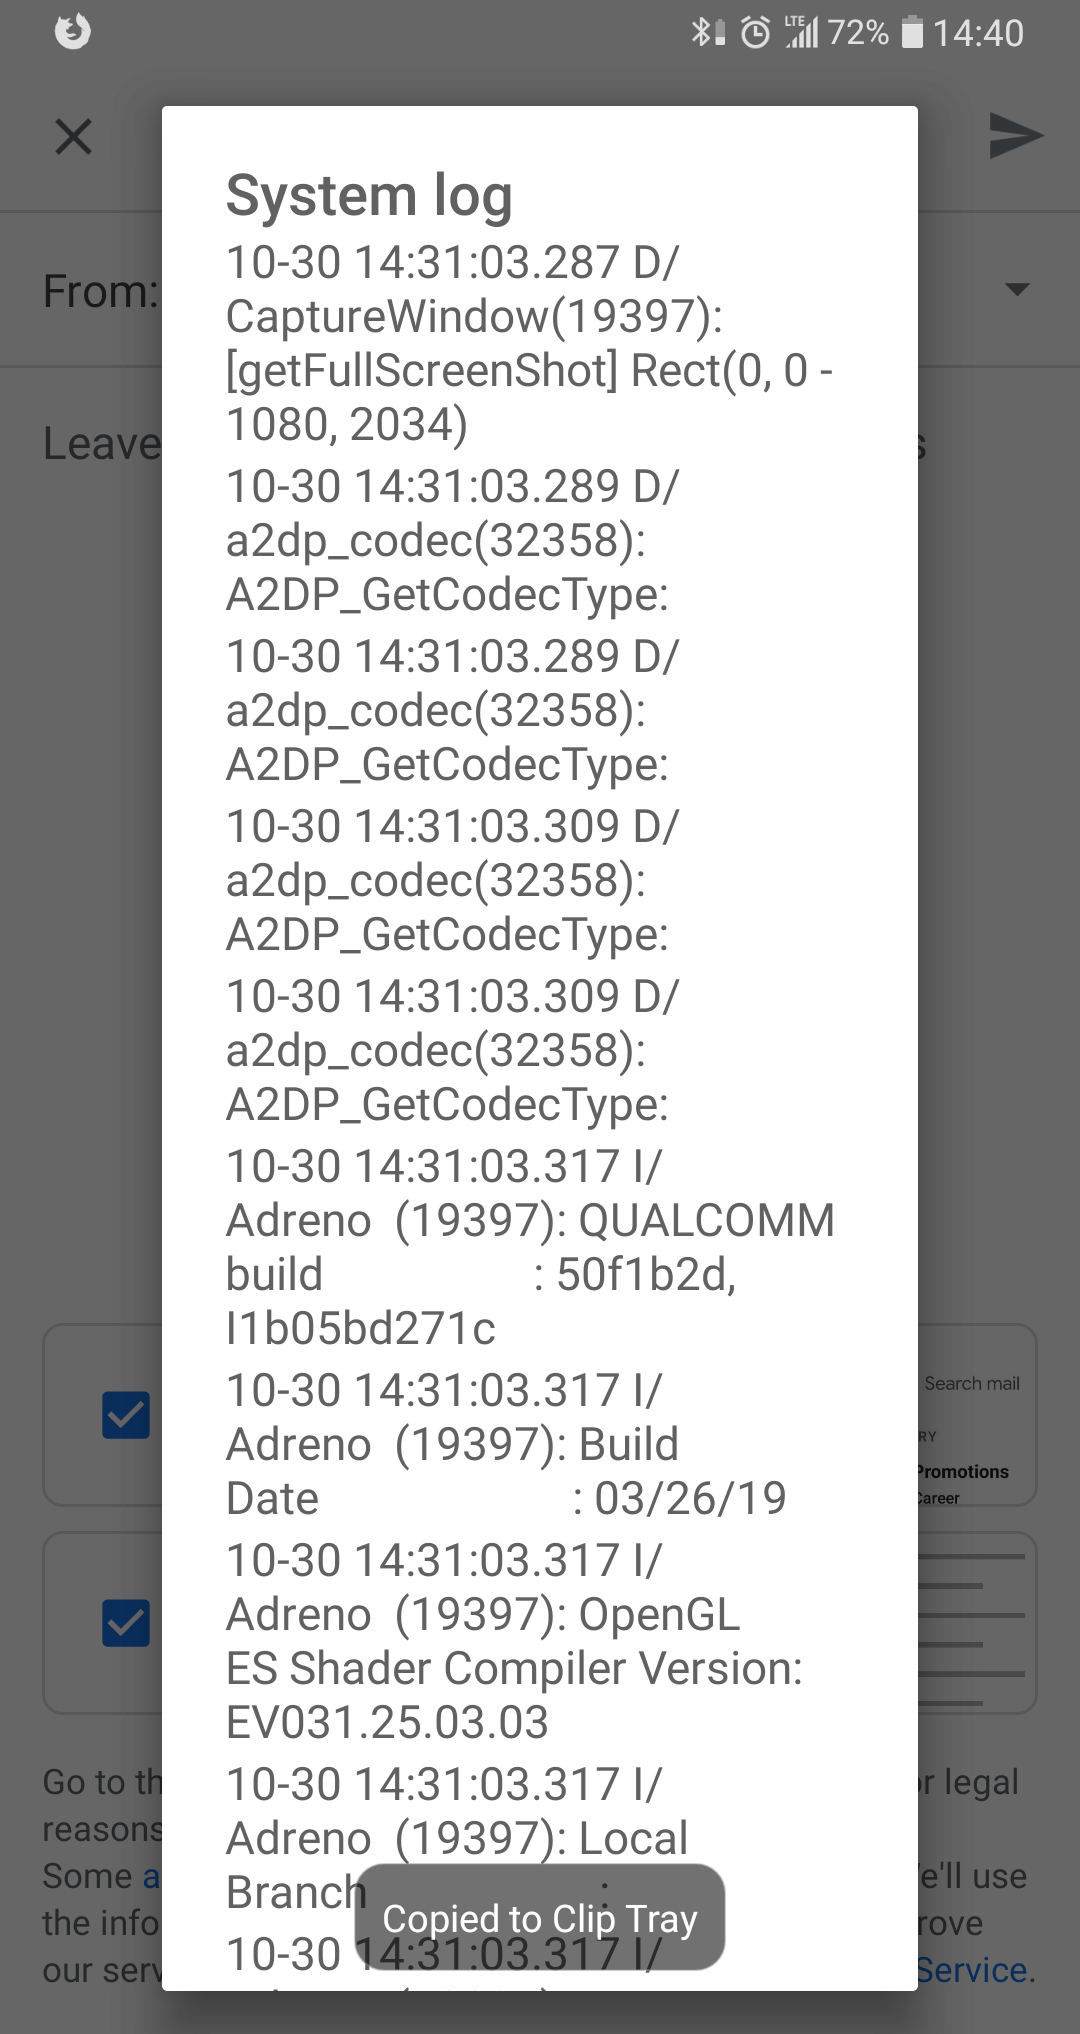 LTE 72% 14:40
System log
10-30 14:31:03.287 D/
CaptureWindow(19397):
[getFullScreenShot] Rect(0, 0 -
1080, 2034)
10-30 14:31:03.289 D/
a2dp_codec(32358):
A2DP_GetCodecType:
10-30 14:31:03.289 D/
a2dp_codec(32358):
A2DP_GetCodecType:
10-30 14:31:03.309 D/
a2dp_codec(32358):
A2DP_GetCodecType:
10-30 14:31:03.309 D/
a2dp_codec(32358):
A2DP_GetCodecType:
10-30 14:31:03.317 I/
Adreno  (19397): QUALCOMM
build                   : 50f1b2d,
I1b05bd271c
10-30 14:31:03.317 I/
Adreno  (19397): Build
Date                       : 03/26/19
10-30 14:31:03.317 I/
Adreno  (19397): OpenGL
ES Shader Compiler Version:
EV031.25.03.03
10-30 14:31:03.317 I/
Adreno  (19397): Local
Branch                     :
10-30 14:31:03.317 I/
Copied to Clip Tray
From:
Leave
Search mail
Promotions
Career
Go to
legal
reasons
Some
use
the
our
Service.